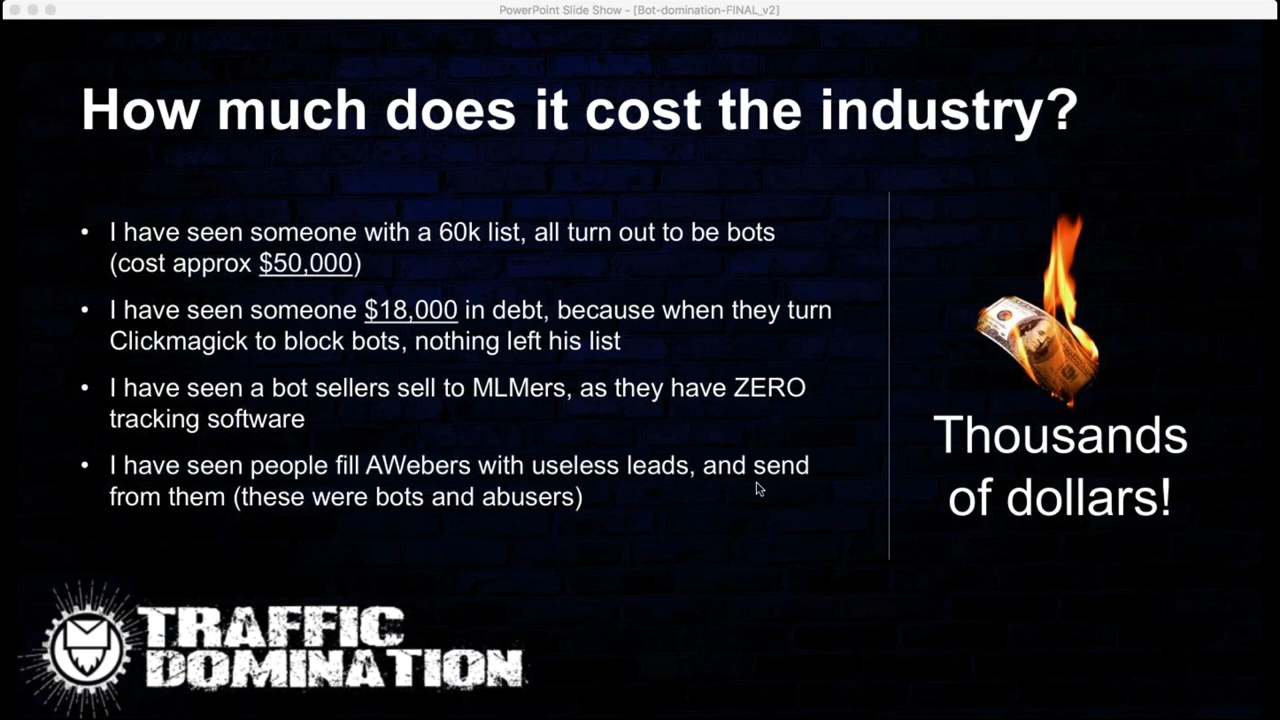 PowerPoint Slide Show - [Bot-domination-FINAL_v2]
How much does it cost the industry?
• I have seen someone with a 60k list, all turn out to be bots
(cost approx $50,000)
• I have seen someone $18,000 in debt, because when they turn
Clickmagick to block bots, nothing left his list
• I have seen a bot sellers sell to MLMers, as they have ZERO
tracking software
• I have seen people fill AWebers with useless leads, and send
from them (these were bots and abusers)
Thousands
of dollars!
TRAFFIC
DOMINATION